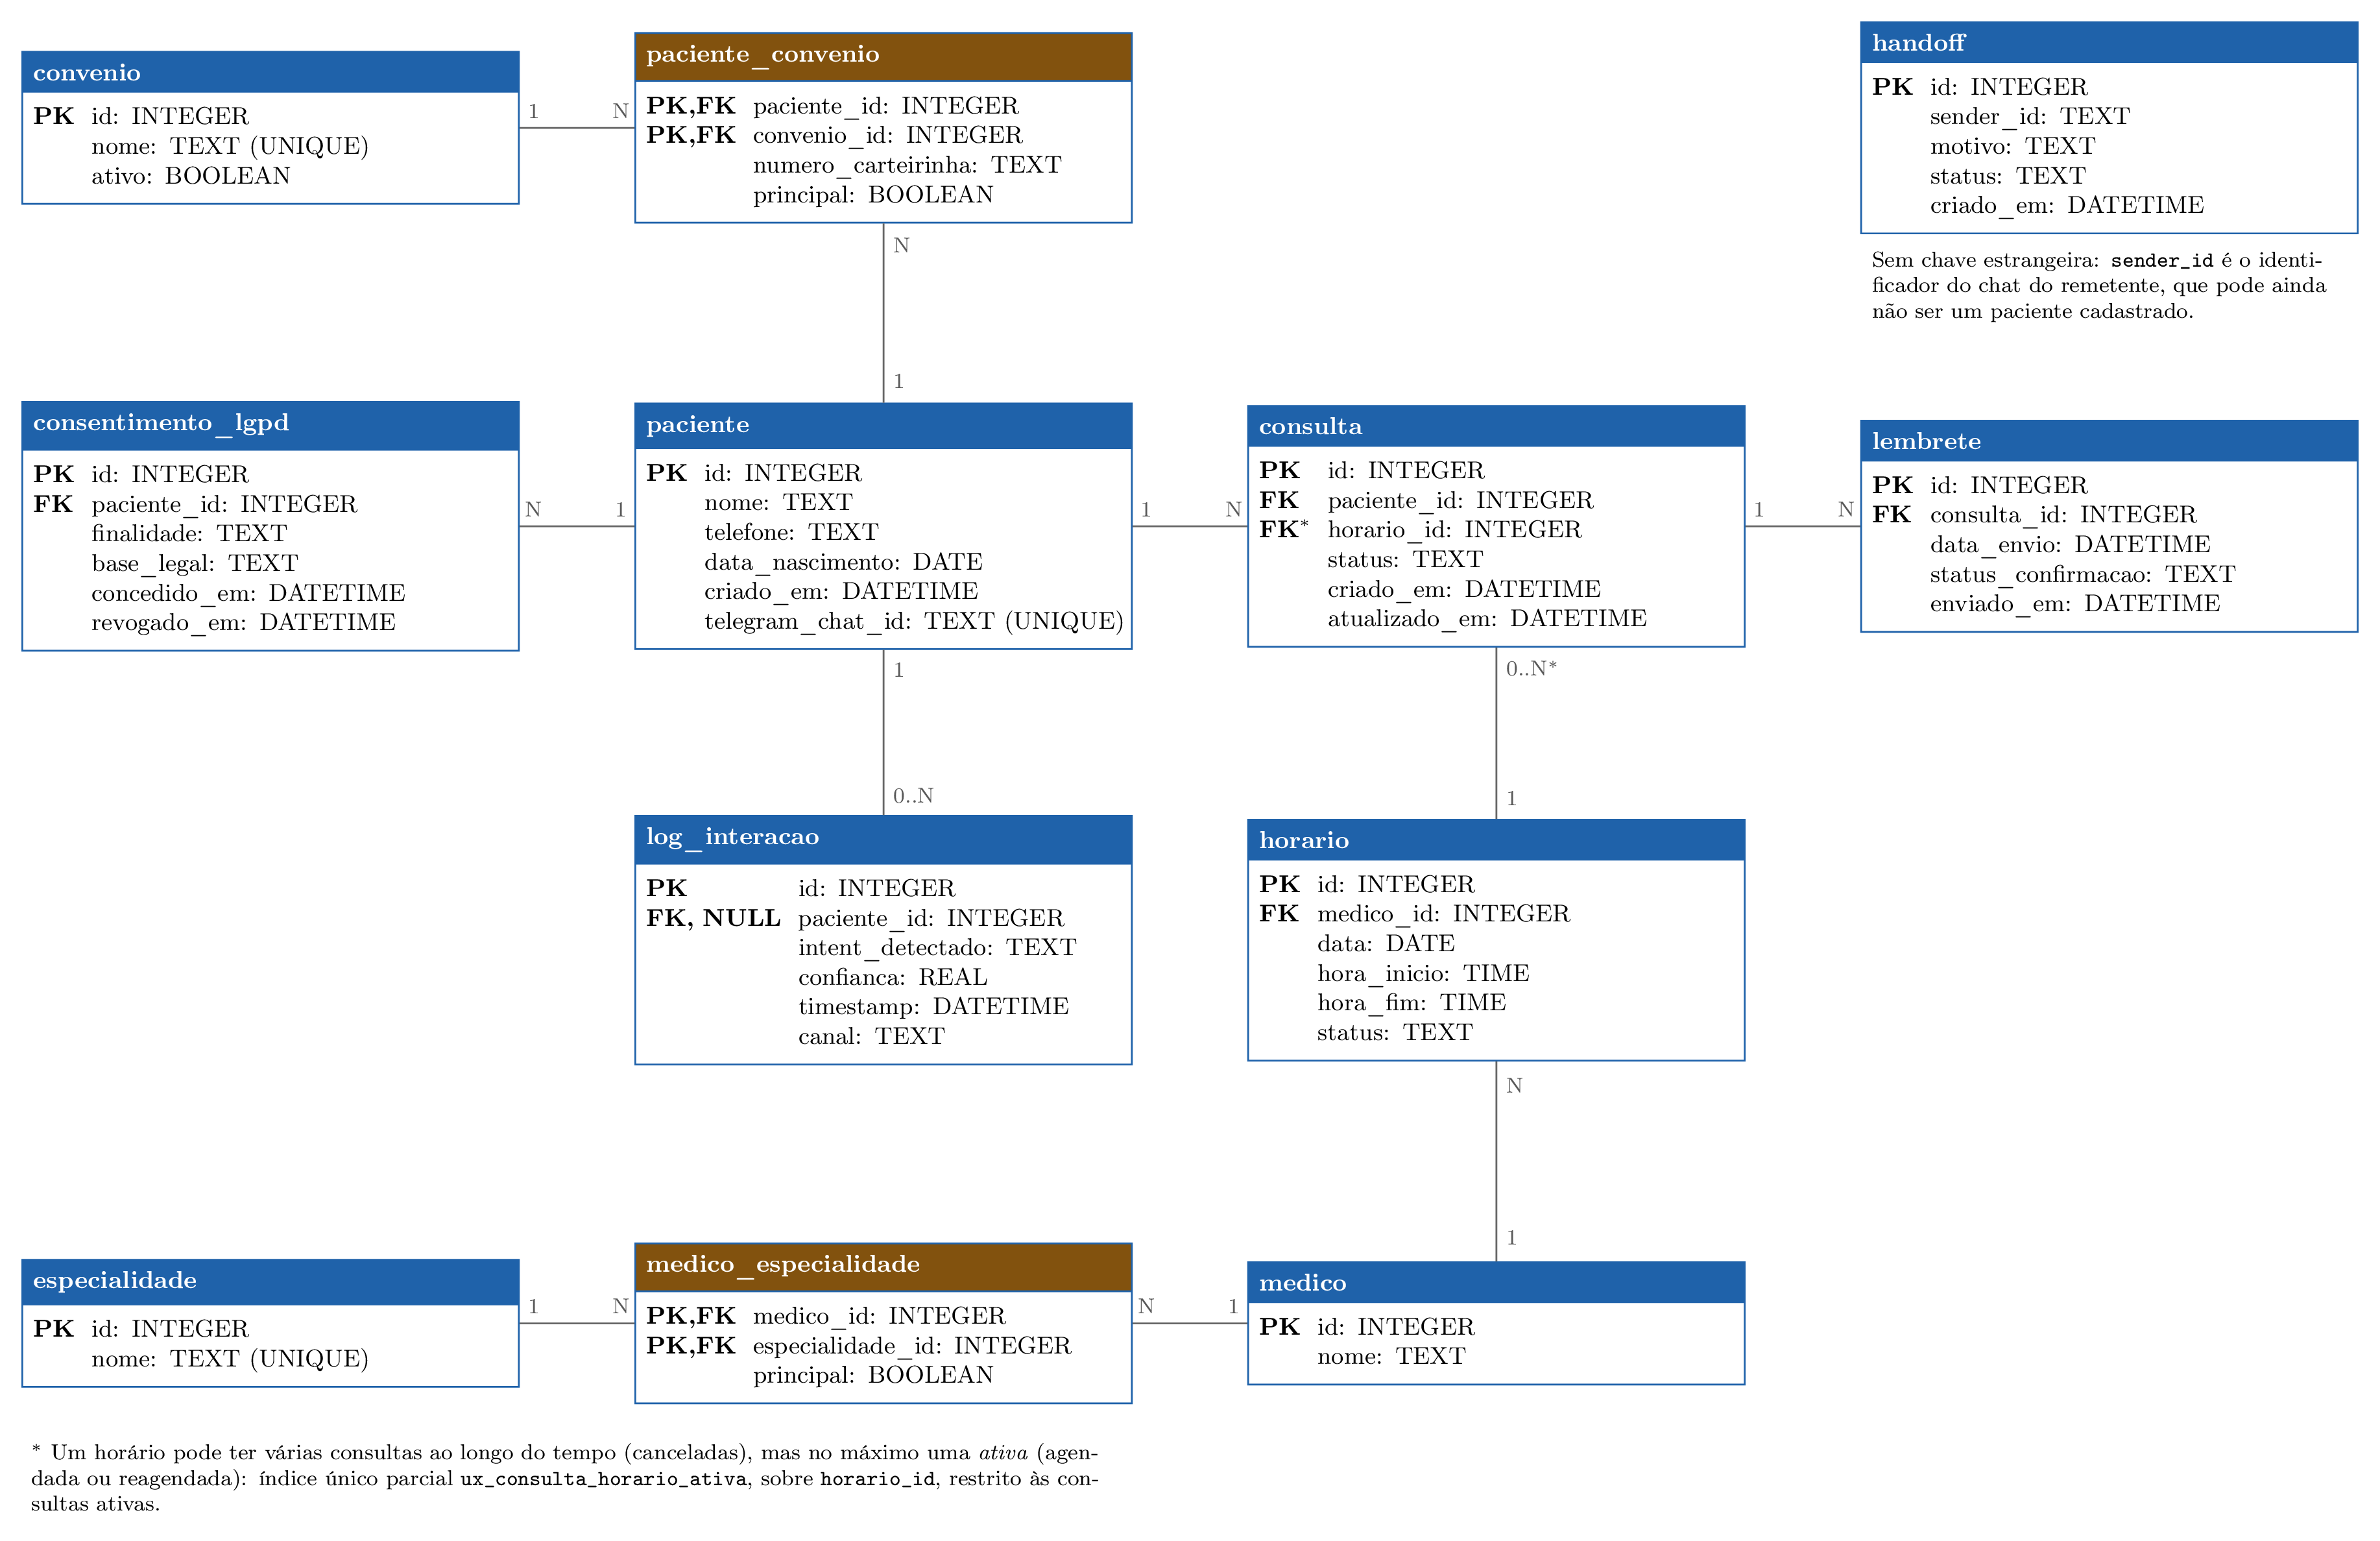 convenio
PK id: INTEGER
nome: TEXT (UNIQUE)
ativo: BOOLEAN
1 N
paciente_convenio
PK,FK paciente_id: INTEGER
PK,FK convenio_id: INTEGER
numero_carteirinha: TEXT
principal: BOOLEAN
handoff
PK id: INTEGER
sender_id: TEXT
motivo: TEXT
status: TEXT
criado_em: DATETIME
Sem chave estrangeira: sender_id é o identi-
ficador do chat do remetente, que pode ainda
não ser um paciente cadastrado.
N
1
consentimento_lgpd
PK id: INTEGER
FK paciente_id: INTEGER
finalidade: TEXT
base_legal: TEXT
concedido_em: DATETIME
revogado_em: DATETIME
N 1
paciente
PK id: INTEGER
nome: TEXT
telefone: TEXT
data_nascimento: DATE
criado_em: DATETIME
telegram_chat_id: TEXT (UNIQUE)
1 N
consulta
PK id: INTEGER
FK paciente_id: INTEGER
FK* horario_id: INTEGER
status: TEXT
criado_em: DATETIME
atualizado_em: DATETIME
1 N
lembrete
PK id: INTEGER
FK consulta_id: INTEGER
data_envio: DATETIME
status_confirmacao: TEXT
enviado_em: DATETIME
1
0..N
0..N*
1
log_interacao
PK id: INTEGER
FK, NULL paciente_id: INTEGER
intent_detectado: TEXT
confianca: REAL
timestamp: DATETIME
canal: TEXT
horario
PK id: INTEGER
FK medico_id: INTEGER
data: DATE
hora_inicio: TIME
hora_fim: TIME
status: TEXT
N
1
especialidade
PK id: INTEGER
nome: TEXT (UNIQUE)
1 N
medico_especialidade
PK,FK medico_id: INTEGER
PK,FK especialidade_id: INTEGER
principal: BOOLEAN
N 1
medico
PK id: INTEGER
nome: TEXT
* Um horário pode ter várias consultas ao longo do tempo (canceladas), mas no máximo uma ativa (agen-
dada ou reagendada): índice único parcial ux_consulta_horario_ativa, sobre horario_id, restrito às con-
sultas ativas.